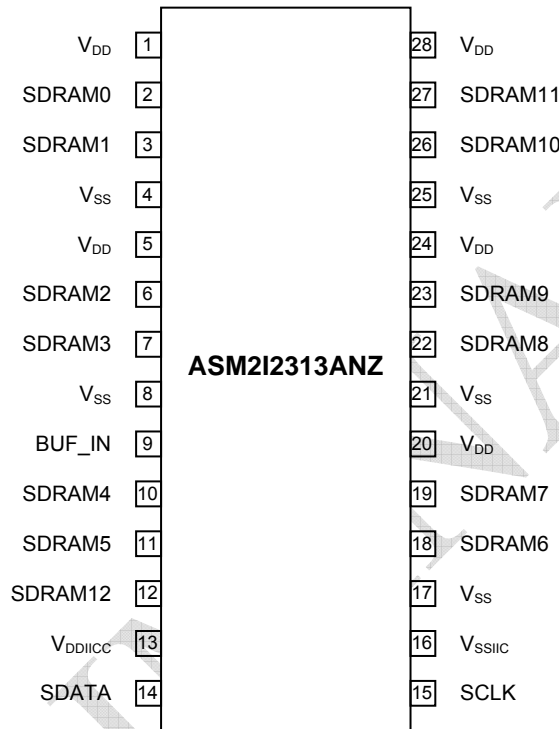 V_DD 1 28 V_DD
SDRAM0 2 27 SDRAM11
SDRAM1 3 26 SDRAM10
V_SS 4 25 V_SS
V_DD 5 24 V_DD
SDRAM2 6 23 SDRAM9
SDRAM3 7 22 SDRAM8
ASM2I2313ANZ
V_SS 8 21 V_SS
BUF_IN 9 20 V_DD
SDRAM4 10 19 SDRAM7
SDRAM5 11 18 SDRAM6
SDRAM12 12 17 V_SS
V_DDIICC 13 16 V_SSIIC
SDATA 14 15 SCLK